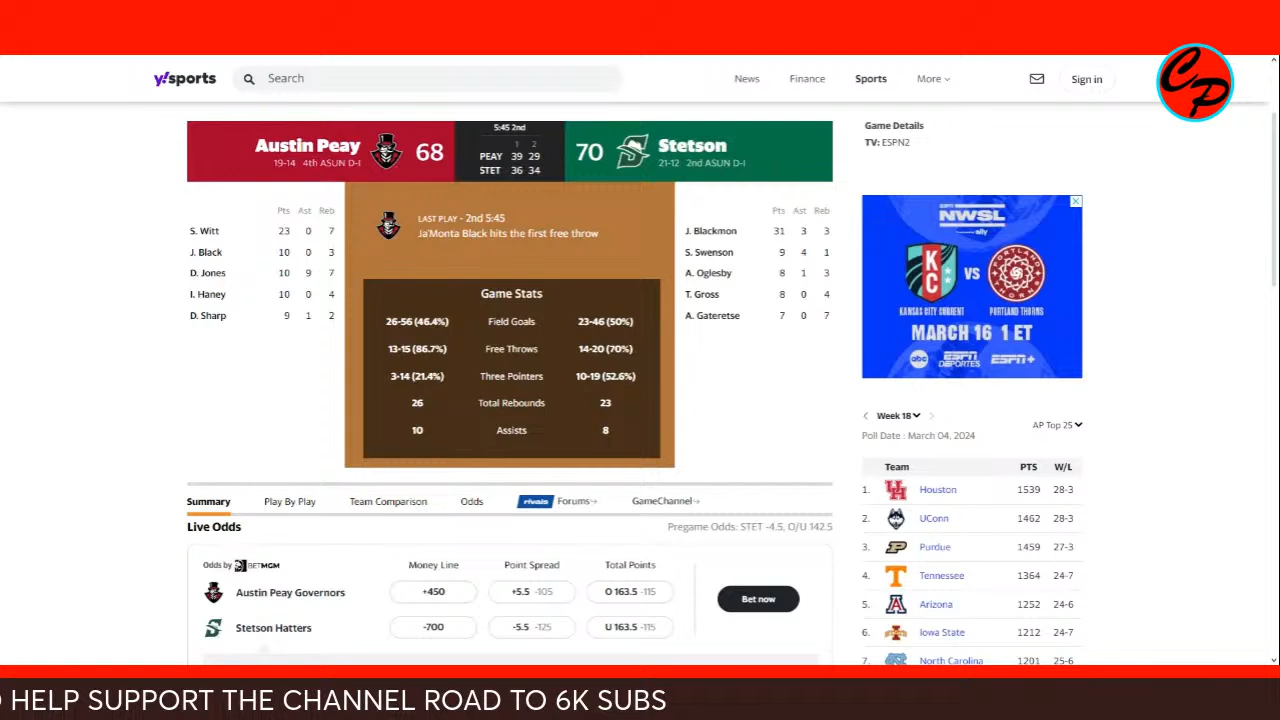 y!sports
Search
News Finance Sports More
Sign in
CP
Austin Peay
19-14 4th ASUN D-I
68
5:45 2nd
1 2
PEAY 39 29
STET 36 34
70
Stetson
21-12 2nd ASUN D-I
Game Details
TV: ESPN2
LAST PLAY - 2nd 5:45
Ja'Monta Black hits the first free throw
Pts Ast Reb
S. Witt 23 0 7
J. Black 10 0 3
D. Jones 10 9 7
I. Haney 10 0 4
D. Sharp 9 1 2
Pts Ast Reb
J. Blackmon 31 3 3
S. Swenson 9 4 1
A. Oglesby 8 1 3
T. Gross 8 0 4
A. Gateretse 7 0 7
Game Stats
26-56 (46.4%) Field Goals 23-46 (50%)
13-15 (86.7%) Free Throws 14-20 (70%)
3-14 (21.4%) Three Pointers 10-19 (52.6%)
26 Total Rebounds 23
10 Assists 8
ESPN
NWSL
ally
KC
VS
KANSAS CITY CURRENT PORTLAND THORNS
MARCH 16 1 ET
abc ESPN DEPORTES ESPN+
Week 18
AP Top 25
Poll Date : March 04, 2024
Team PTS W/L
1. Houston 1539 28-3
2. UConn 1462 28-3
3. Purdue 1459 27-3
4. Tennessee 1364 24-7
5. Arizona 1252 24-6
6. Iowa State 1212 24-7
7. North Carolina 1201 25-6
Summary Play By Play Team Comparison Odds rivals Forums GameChannel
Live Odds
Pregame Odds: STET -4.5, O/U 142.5
Odds by BETMGM Money Line Point Spread Total Points
Austin Peay Governors +450 +5.5 -105 O 163.5 -115
Stetson Hatters -700 -5.5 -125 U 163.5 -115
Bet now
HELP SUPPORT THE CHANNEL ROAD TO 6K SUBS